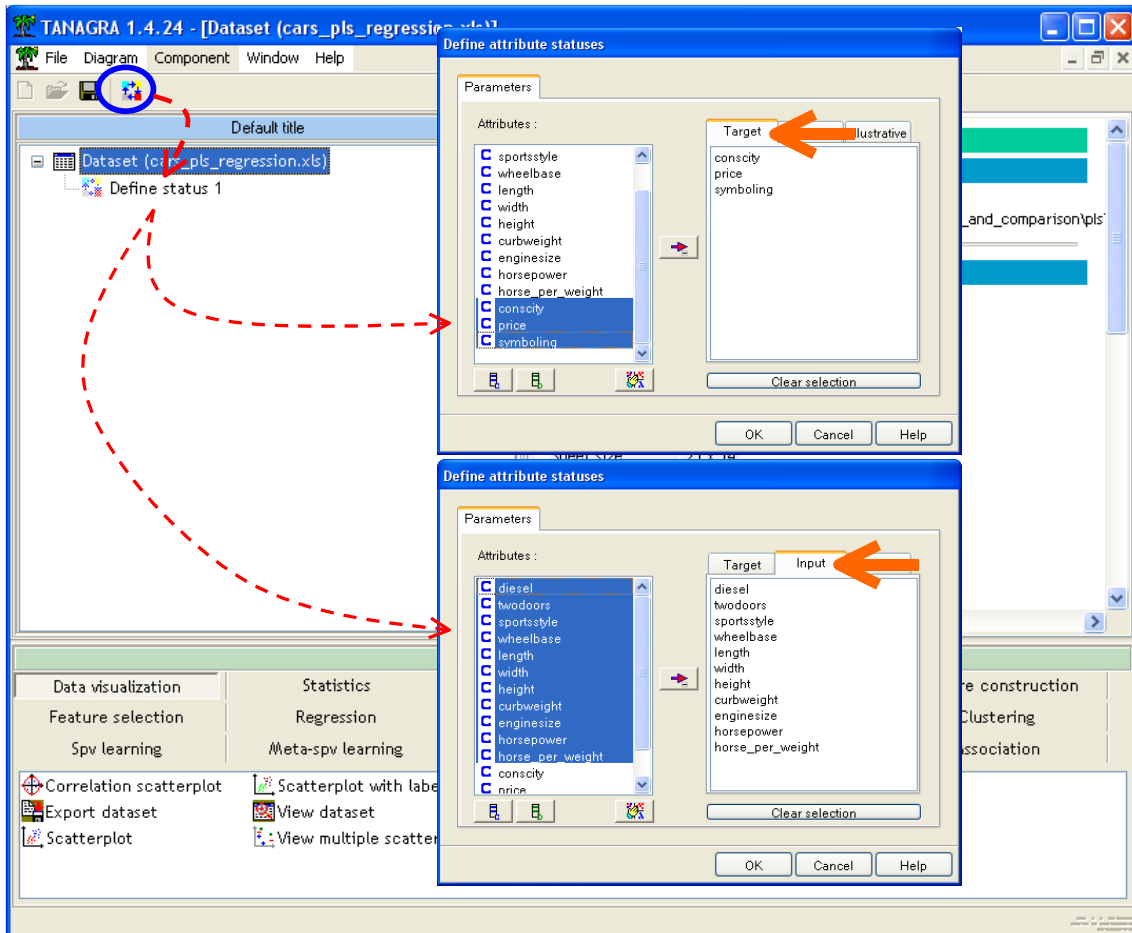 TANAGRA 1.4.24 - [Dataset (cars_pls_regression.xls)]
File Diagram Component Window Help
Default title
Dataset (cars_pls_regression.xls)
Define status 1
Define attribute statuses
Parameters
Attributes :
sportsstyle
wheelbase
length
width
height
curbweight
enginesize
horsepower
horse_per_weight
conscity
price
symboling
Target
Illustrative
conscity
price
symboling
Clear selection
OK Cancel Help
_and_comparison\pls
Define attribute statuses
Parameters
Attributes :
diesel
twodoors
sportsstyle
wheelbase
length
width
height
curbweight
enginesize
horsepower
horse_per_weight
conscity
price
Target Input
diesel
twodoors
sportsstyle
wheelbase
length
width
height
curbweight
enginesize
horsepower
horse_per_weight
Clear selection
OK Cancel Help
Data visualization Statistics re construction
Feature selection Regression Clustering
Spv learning Meta-spv learning ssociation
Correlation scatterplot Scatterplot with labe
Export dataset View dataset
Scatterplot View multiple scatter